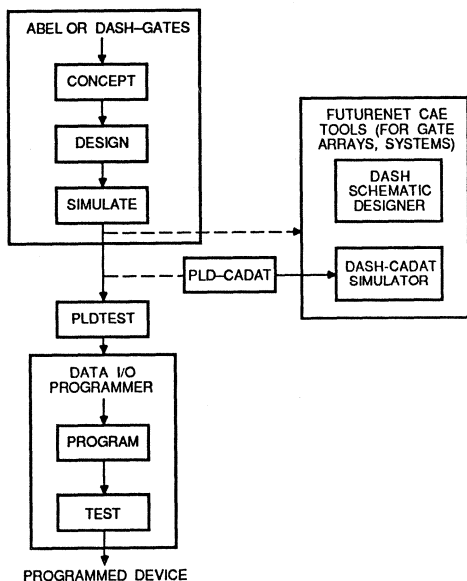 ABEL OR DASH–GATES
CONCEPT
DESIGN
SIMULATE
FUTURENET CAE
TOOLS (FOR GATE
ARRAYS, SYSTEMS)
DASH
SCHEMATIC
DESIGNER
PLD–CADAT
DASH-CADAT
SIMULATOR
PLDTEST
DATA I/O
PROGRAMMER
PROGRAM
TEST
PROGRAMMED DEVICE